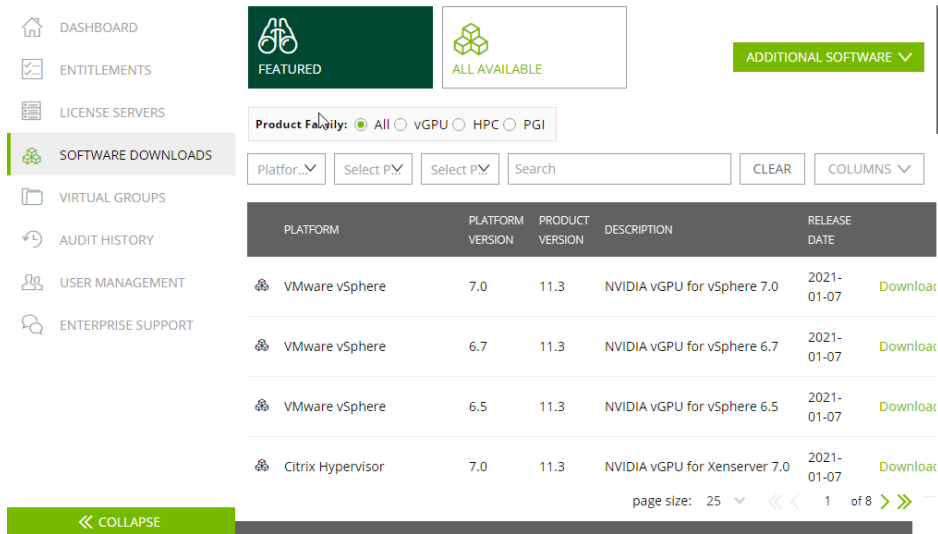 DASHBOARD
ENTITLEMENTS
LICENSE SERVERS
SOFTWARE DOWNLOADS
VIRTUAL GROUPS
AUDIT HISTORY
USER MANAGEMENT
ENTERPRISE SUPPORT
COLLAPSE
FEATURED
ALL AVAILABLE
ADDITIONAL SOFTWARE
Product Family: All vGPU HPC PGI
Platfor... Select P Select P Search CLEAR COLUMNS
PLATFORM PLATFORM VERSION PRODUCT VERSION DESCRIPTION RELEASE DATE
VMware vSphere 7.0 11.3 NVIDIA vGPU for vSphere 7.0 2021-01-07 Downloac
VMware vSphere 6.7 11.3 NVIDIA vGPU for vSphere 6.7 2021-01-07 Downloac
VMware vSphere 6.5 11.3 NVIDIA vGPU for vSphere 6.5 2021-01-07 Downloac
Citrix Hypervisor 7.0 11.3 NVIDIA vGPU for Xenserver 7.0 2021-01-07 Downloac
page size: 25 1 of 8